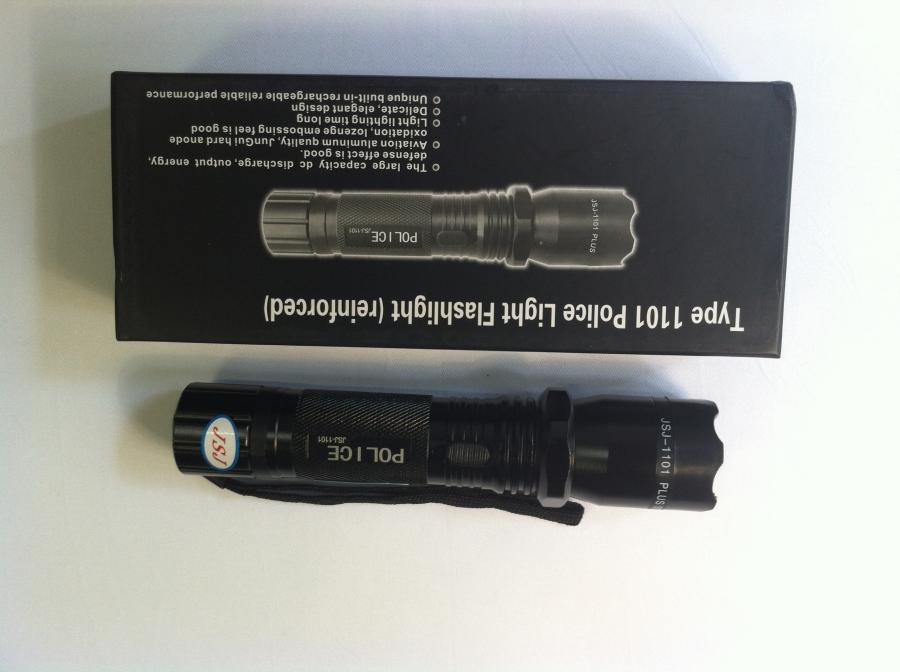 Type 1101 Police Light Flashlight (reinforced)
JSJ-1101 PLUS
POLICE
JSJ-1101
The large capacity dc discharge, output energy,
defense effect is good.
Aviation aluminum quality, JunGui hard anode
oxidation, lozenge embossing feel is good
Light lighting time long
Delicate, elegant design
Unique built-in rechargeable reliable performance
JSJ-1101 PLUS
POLICE
JSJ-1101
JSJ